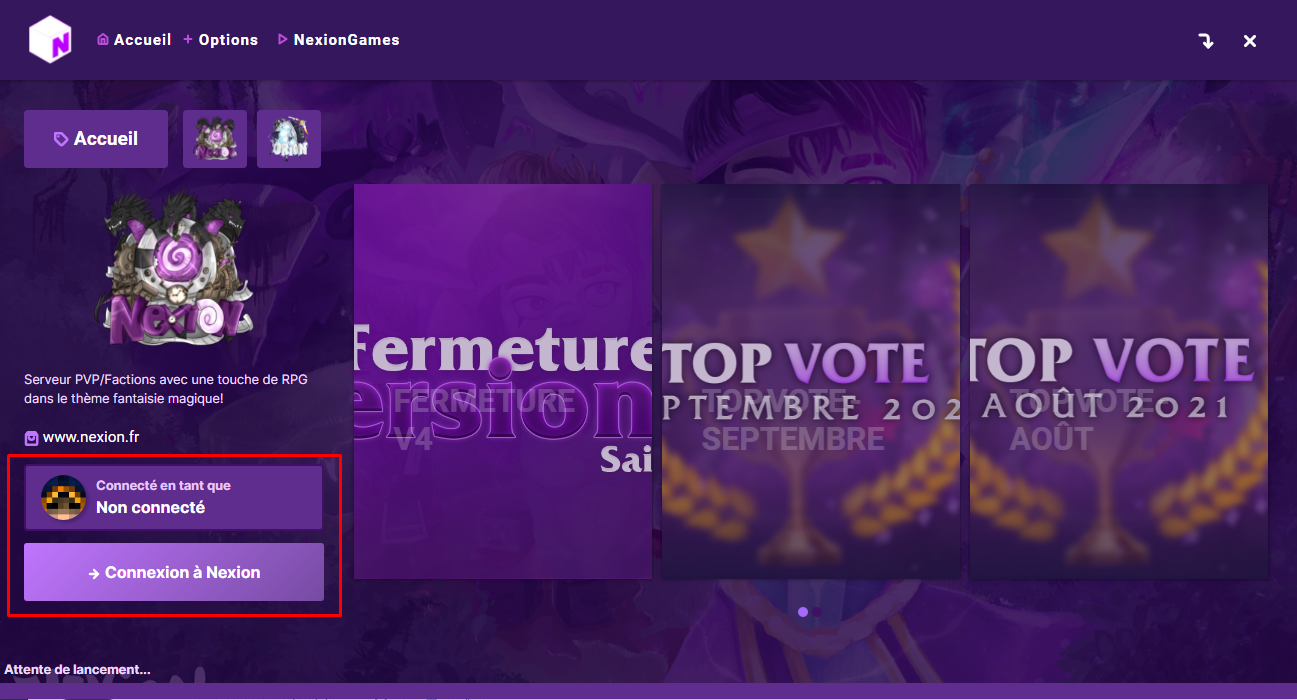 Accueil
Options
NexionGames
Accueil
ORION
Nexion
Serveur PVP/Factions avec une touche de RPG
dans le thème fantaisie magique!
www.nexion.fr
Connecté en tant que
Non connecté
→ Connexion à Nexion
Fermeture
ersion
Sai
FERMETURE
V4
TOP VOTE
PTEMBRE 202
TOP VOTE
SEPTEMBRE
TOP VOTE
AOÛT 2021
TOP VOTE
AOÛT
Attente de lancement...